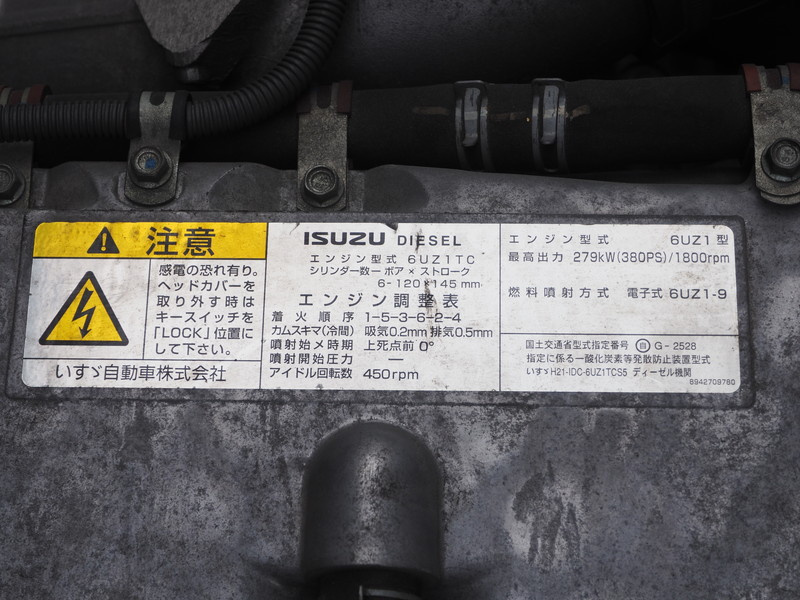 注意
感電の恐れ有り。
ヘッドカバーを
取り外す時は
キースイッチを
「LOCK」位置に
して下さい。
いすゞ自動車株式会社
ISUZU DIESEL
エンジン型式 6UZ1TC
シリンダー数－ボア×ストローク
6-120×145mm
エンジン調整表
着火順序 1-5-3-6-2-4
カムスキマ(冷間) 吸気0.2mm 排気0.5mm
噴射始メ時期 上死点前 0°
噴射開始圧力 —
アイドル回転数 450rpm
エンジン型式 6UZ1型
最高出力 279kW(380PS)/1800rpm
燃料噴射方式 電子式 6UZ1-9
国土交通省型式指定番号 自 G-2528
指定に係る一酸化炭素等発散防止装置型式
いすゞH21-IDC-6UZ1TCS5 ディーゼル機関
8942709760